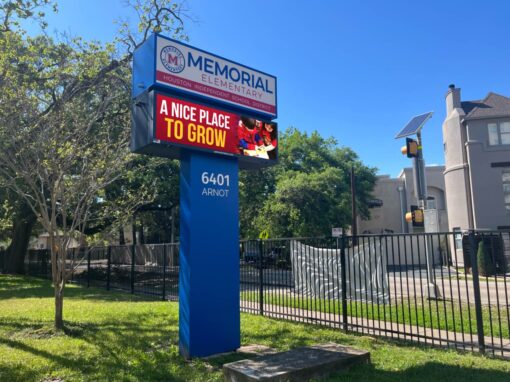 MEMORIAL
ELEMENTARY
HOUSTON INDEPENDENT SCHOOL DISTRICT
A NICE PLACE
TO GROW
6401
ARNOT